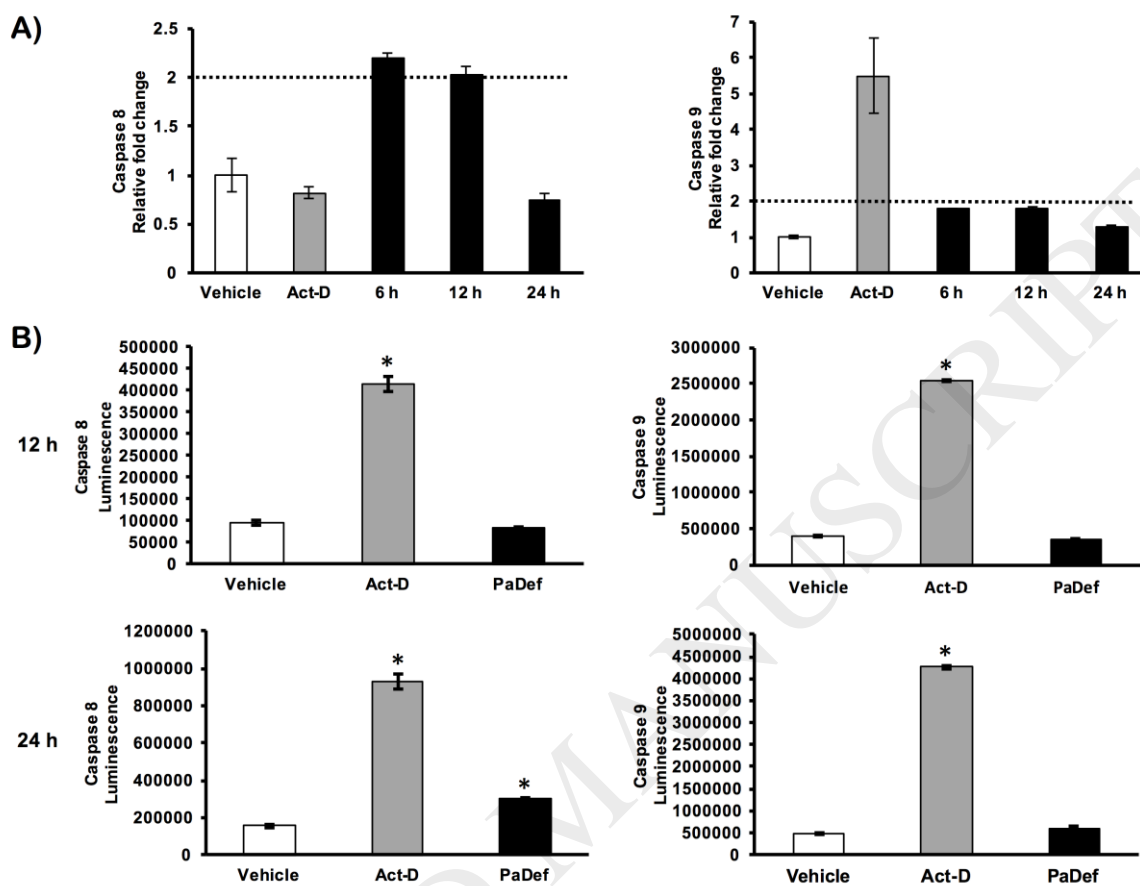 A)
Caspase 8
Relative fold change
2.5
2
1.5
1
0.5
0
Vehicle Act-D 6 h 12 h 24 h
Caspase 9
Relative fold change
7
6
5
4
3
2
1
0
Vehicle Act-D 6 h 12 h 24 h
B)
12 h
Caspase 8
Luminescence
500000
450000
400000
350000
300000
250000
200000
150000
100000
50000
0
*
Vehicle Act-D PaDef
Caspase 9
Luminescence
3000000
2500000
2000000
1500000
1000000
500000
0
*
Vehicle Act-D PaDef
24 h
Caspase 8
Luminescence
1200000
1000000
800000
600000
400000
200000
0
*
*
Vehicle Act-D PaDef
Caspase 9
Luminescence
5000000
4500000
4000000
3500000
3000000
2500000
2000000
1500000
1000000
500000
0
*
Vehicle Act-D PaDef
D MANUSCRIPT